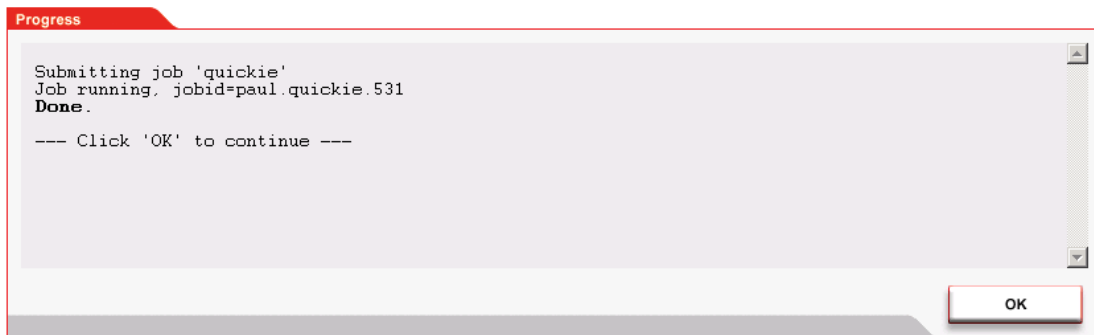 Progress
Submitting job 'quickie'
Job running, jobid=paul.quickie.531
Done.
--- Click 'OK' to continue ---
OK